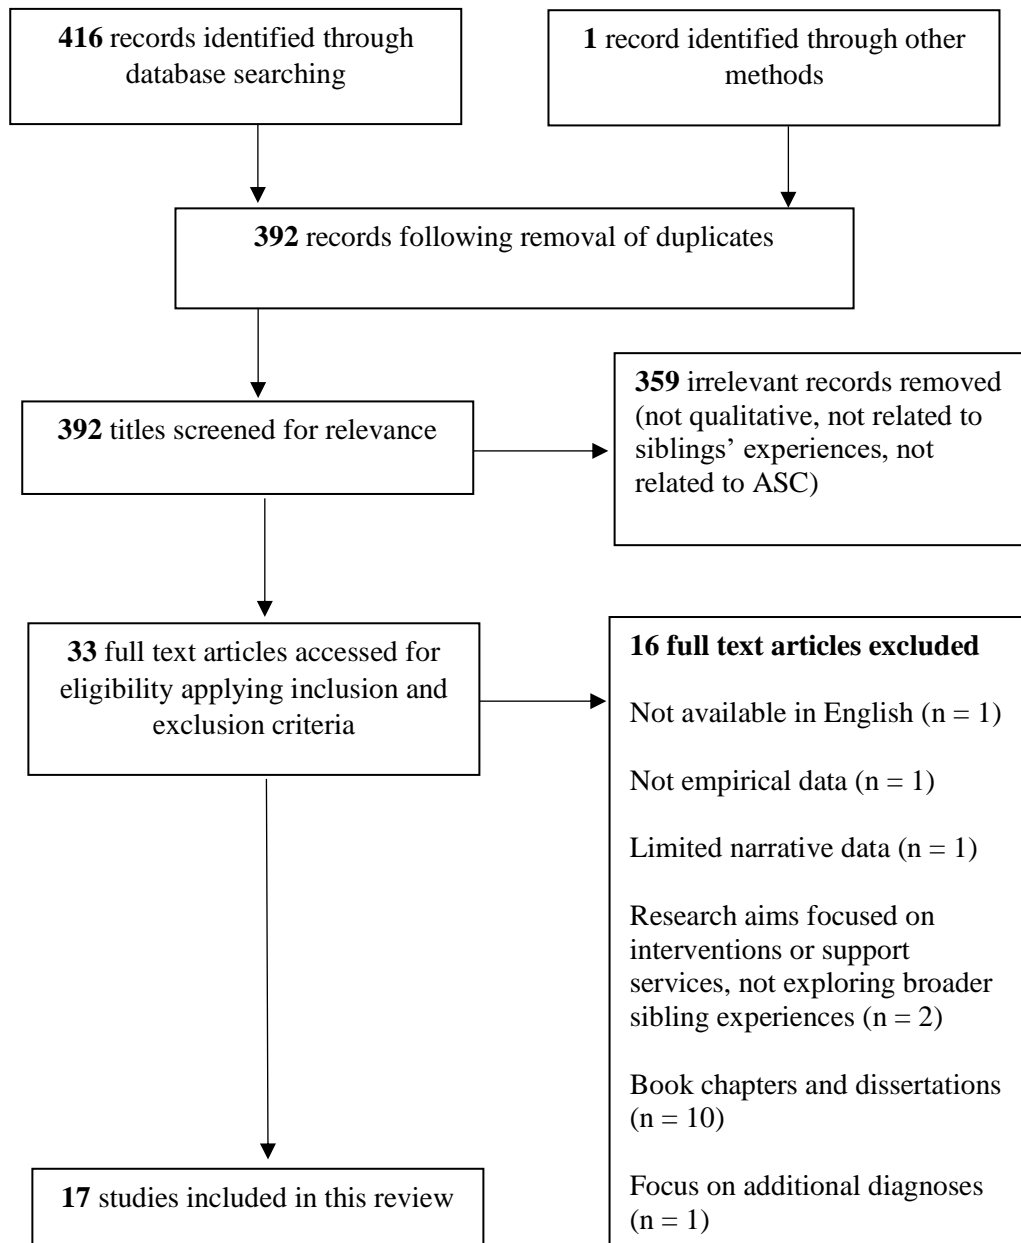 416 records identified through
database searching
1 record identified through other
methods
392 records following removal of duplicates
392 titles screened for relevance
359 irrelevant records removed
(not qualitative, not related to
siblings’ experiences, not
related to ASC)
33 full text articles accessed for
eligibility applying inclusion and
exclusion criteria
16 full text articles excluded
Not available in English (n = 1)
Not empirical data (n = 1)
Limited narrative data (n = 1)
Research aims focused on
interventions or support
services, not exploring broader
sibling experiences (n = 2)
Book chapters and dissertations
(n = 10)
Focus on additional diagnoses
(n = 1)
17 studies included in this review